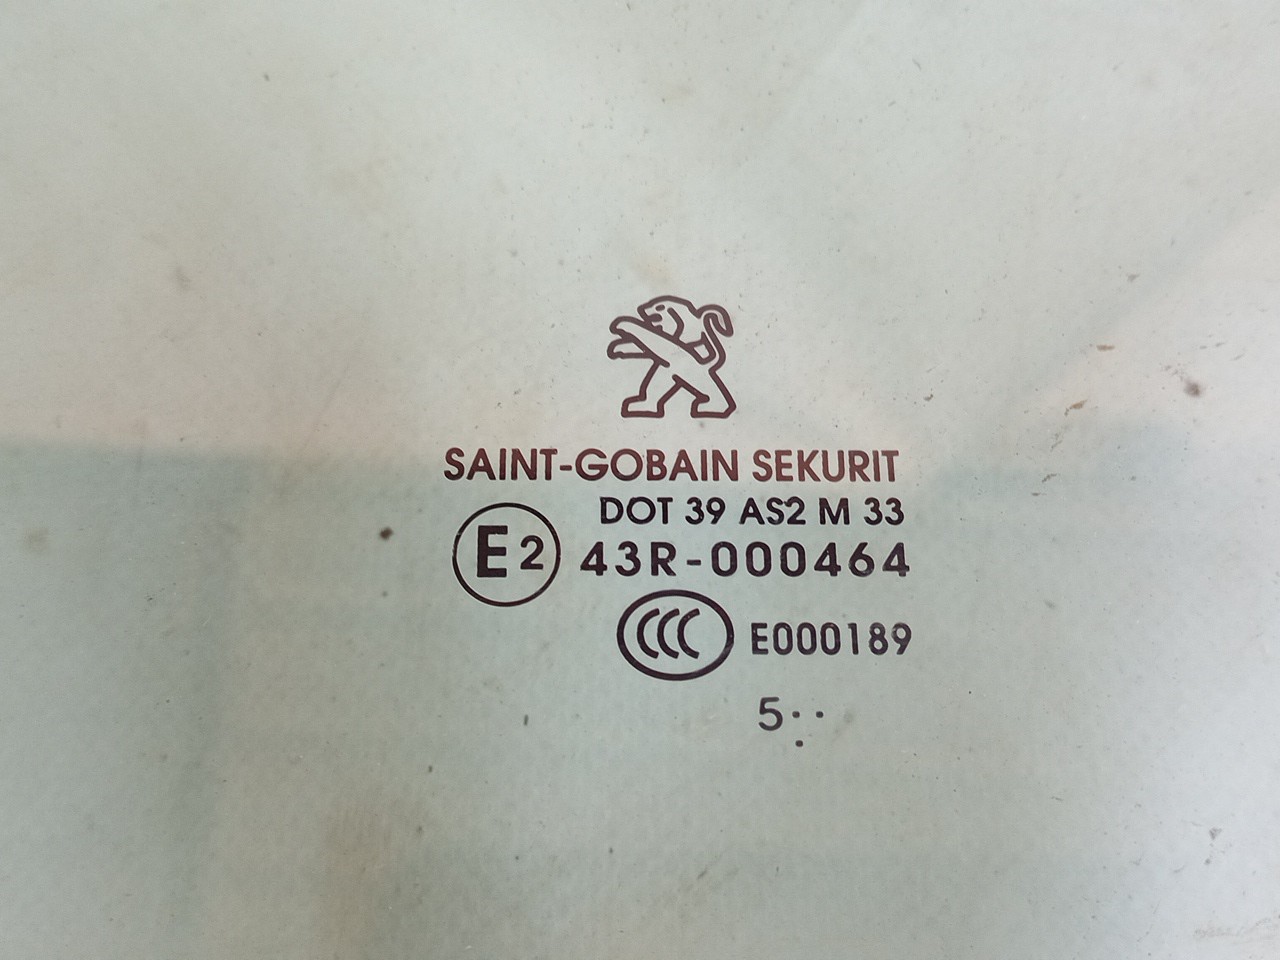 SAINT-GOBAIN SEKURIT
DOT 39 AS2 M 33
E2 43R-000464
CCC E000189
5··
.